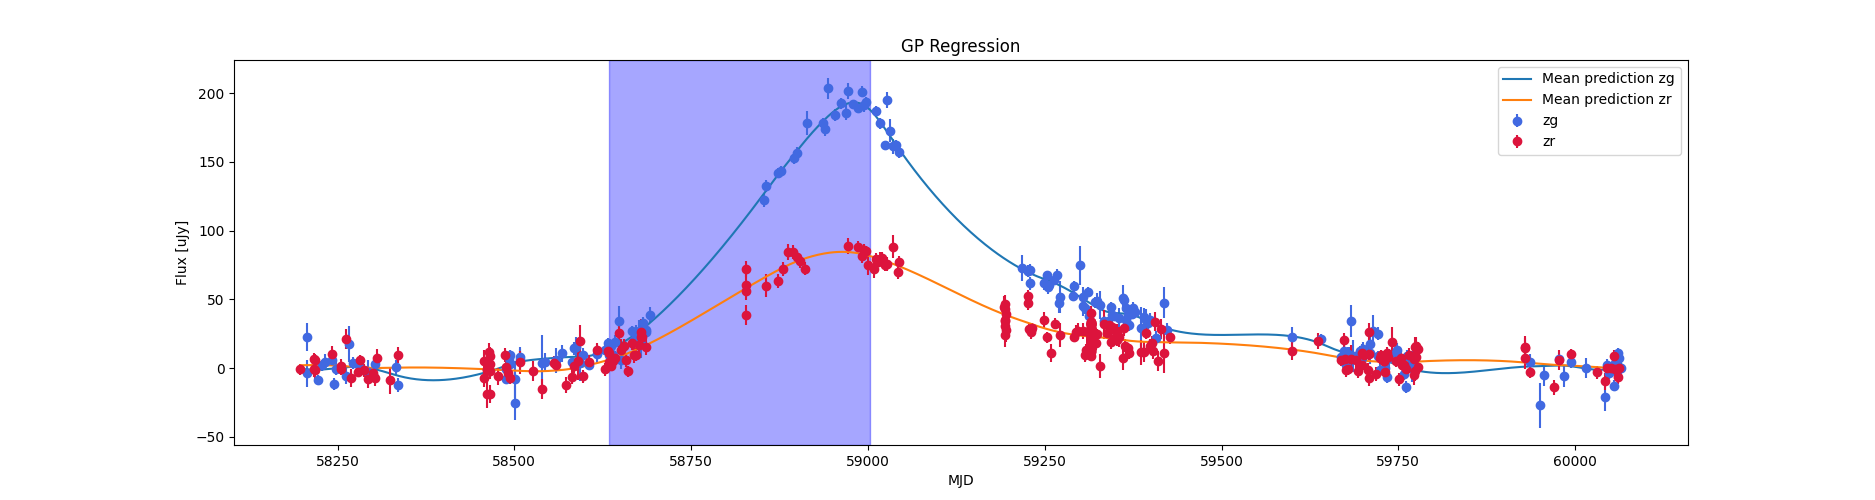 GP Regression
Flux [uJy]
200
150
100
50
0
−50
58250
58500
58750
59000
59250
59500
59750
60000
MJD
Mean prediction zg
Mean prediction zr
zg
zr